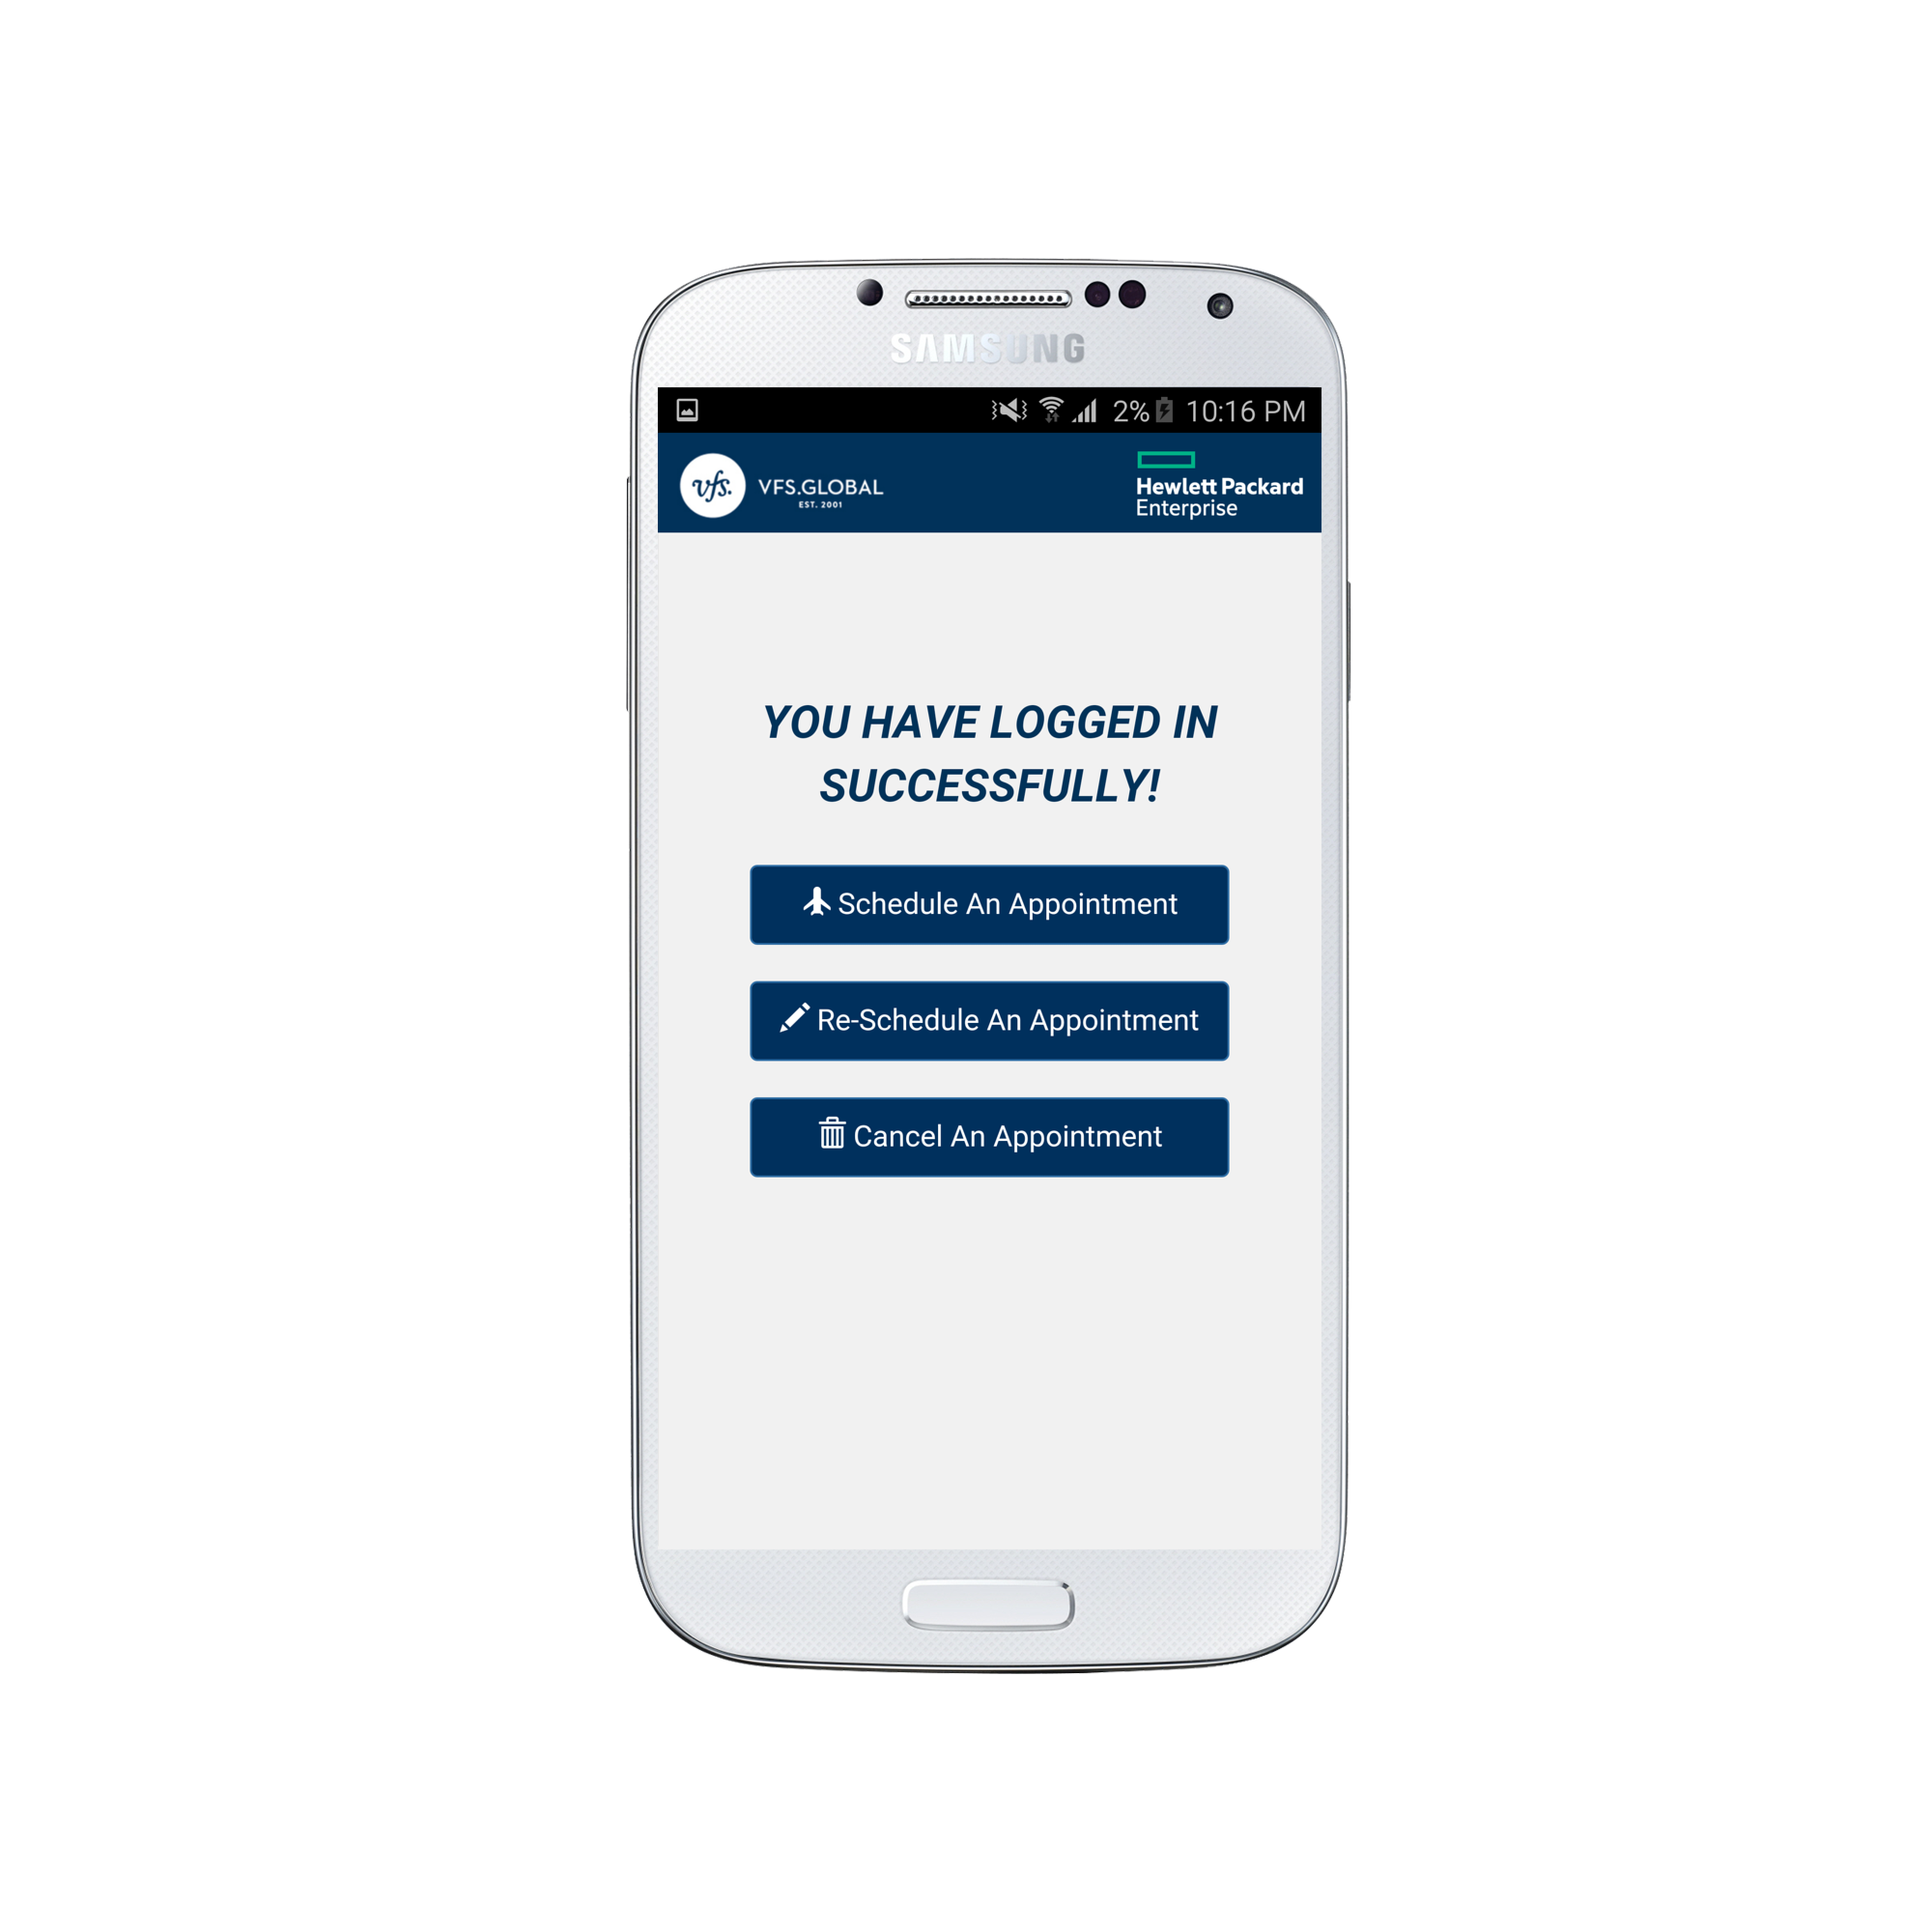 SAMSUNG
2% 10:16 PM
vfs. VFS.GLOBAL
EST. 2001
Hewlett Packard
Enterprise
YOU HAVE LOGGED IN
SUCCESSFULLY!
Schedule An Appointment
Re-Schedule An Appointment
Cancel An Appointment